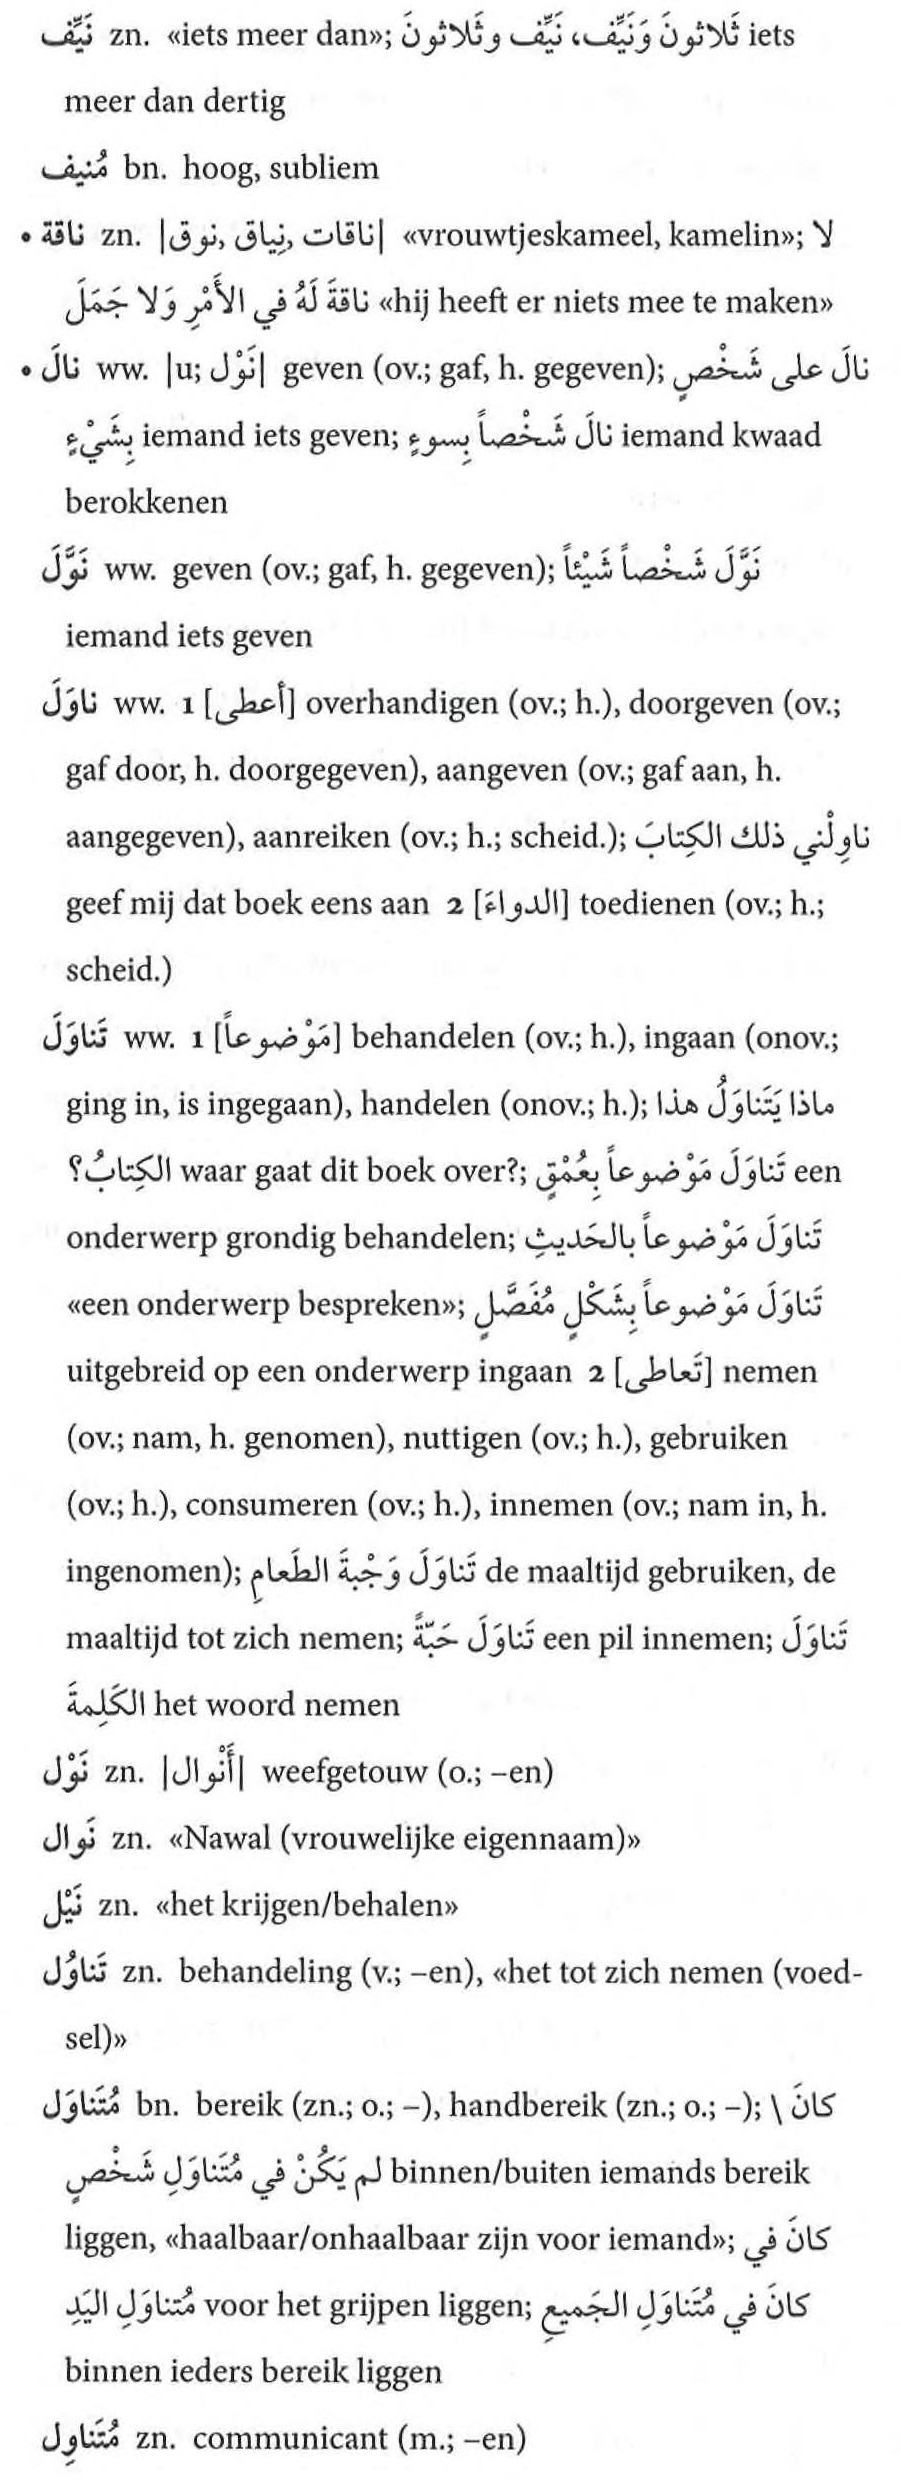 نَيِّف zn. «iets meer dan»; ثَلاثونَ وَنَيِّف، نَيِّف وثَلاثونَ iets
meer dan dertig
مُنيف bn. hoog, subliem
• ناقة zn. |ناقات, نِياق, نوق| «vrouwtjeskameel, kamelin»; لا
ناقةَ لَهُ في الأَمْرِ وَلا جَمَلَ «hij heeft er niets mee te maken»
• نالَ ww. |u; نَوْل| geven (ov.; gaf, h. gegeven); نالَ على شَخْصٍ
بِشَيْءٍ iemand iets geven; نالَ شَخْصاً بِسوءٍ iemand kwaad
berokkenen
نَوَّلَ ww. geven (ov.; gaf, h. gegeven); نَوَّلَ شَخْصاً شَيْئاً
iemand iets geven
ناوَلَ ww. 1 [أعطى] overhandigen (ov.; h.), doorgeven (ov.;
gaf door, h. doorgegeven), aangeven (ov.; gaf aan, h.
aangegeven), aanreiken (ov.; h.; scheid.); ناوِلْني ذلك الكِتابَ
geef mij dat boek eens aan 2 [الدواءَ] toedienen (ov.; h.;
scheid.)
تَناوَلَ ww. 1 [مَوْضوعاً] behandelen (ov.; h.), ingaan (onov.;
ging in, is ingegaan), handelen (onov.; h.); ماذا يَتَناوَلُ هذا
الكِتابُ؟ waar gaat dit boek over?; تَناوَلَ مَوْضوعاً بِعُمْقٍ een
onderwerp grondig behandelen; تَناوَلَ مَوْضوعاً بالحَديثِ
«een onderwerp bespreken»; تَناوَلَ مَوْضوعاً بِشَكْلٍ مُفَصَّلٍ
uitgebreid op een onderwerp ingaan 2 [تَعاطى] nemen
(ov.; nam, h. genomen), nuttigen (ov.; h.), gebruiken
(ov.; h.), consumeren (ov.; h.), innemen (ov.; nam in, h.
ingenomen); تَناوَلَ وَجْبةَ الطَعامِ de maaltijd gebruiken, de
maaltijd tot zich nemen; تَناوَلَ حَبّةً een pil innemen; تَناوَلَ
الكَلِمةَ het woord nemen
نَوْل zn. |أَنْوال| weefgetouw (o.; –en)
نَوال zn. «Nawal (vrouwelijke eigennaam)»
نَيْل zn. «het krijgen/behalen»
تَناوُل zn. behandeling (v.; –en), «het tot zich nemen (voed-
sel)»
مُتَناوَل bn. bereik (zn.; o.; –), handbereik (zn.; o.; –); كانَ \
لم يَكُنْ في مُتَناوَلِ شَخْصٍ binnen/buiten iemands bereik
liggen, «haalbaar/onhaalbaar zijn voor iemand»; كانَ في
مُتناوَلِ اليَدِ voor het grijpen liggen; كانَ في مُتَناوَلِ الجَميعِ
binnen ieders bereik liggen
مُتَناوِل zn. communicant (m.; –en)